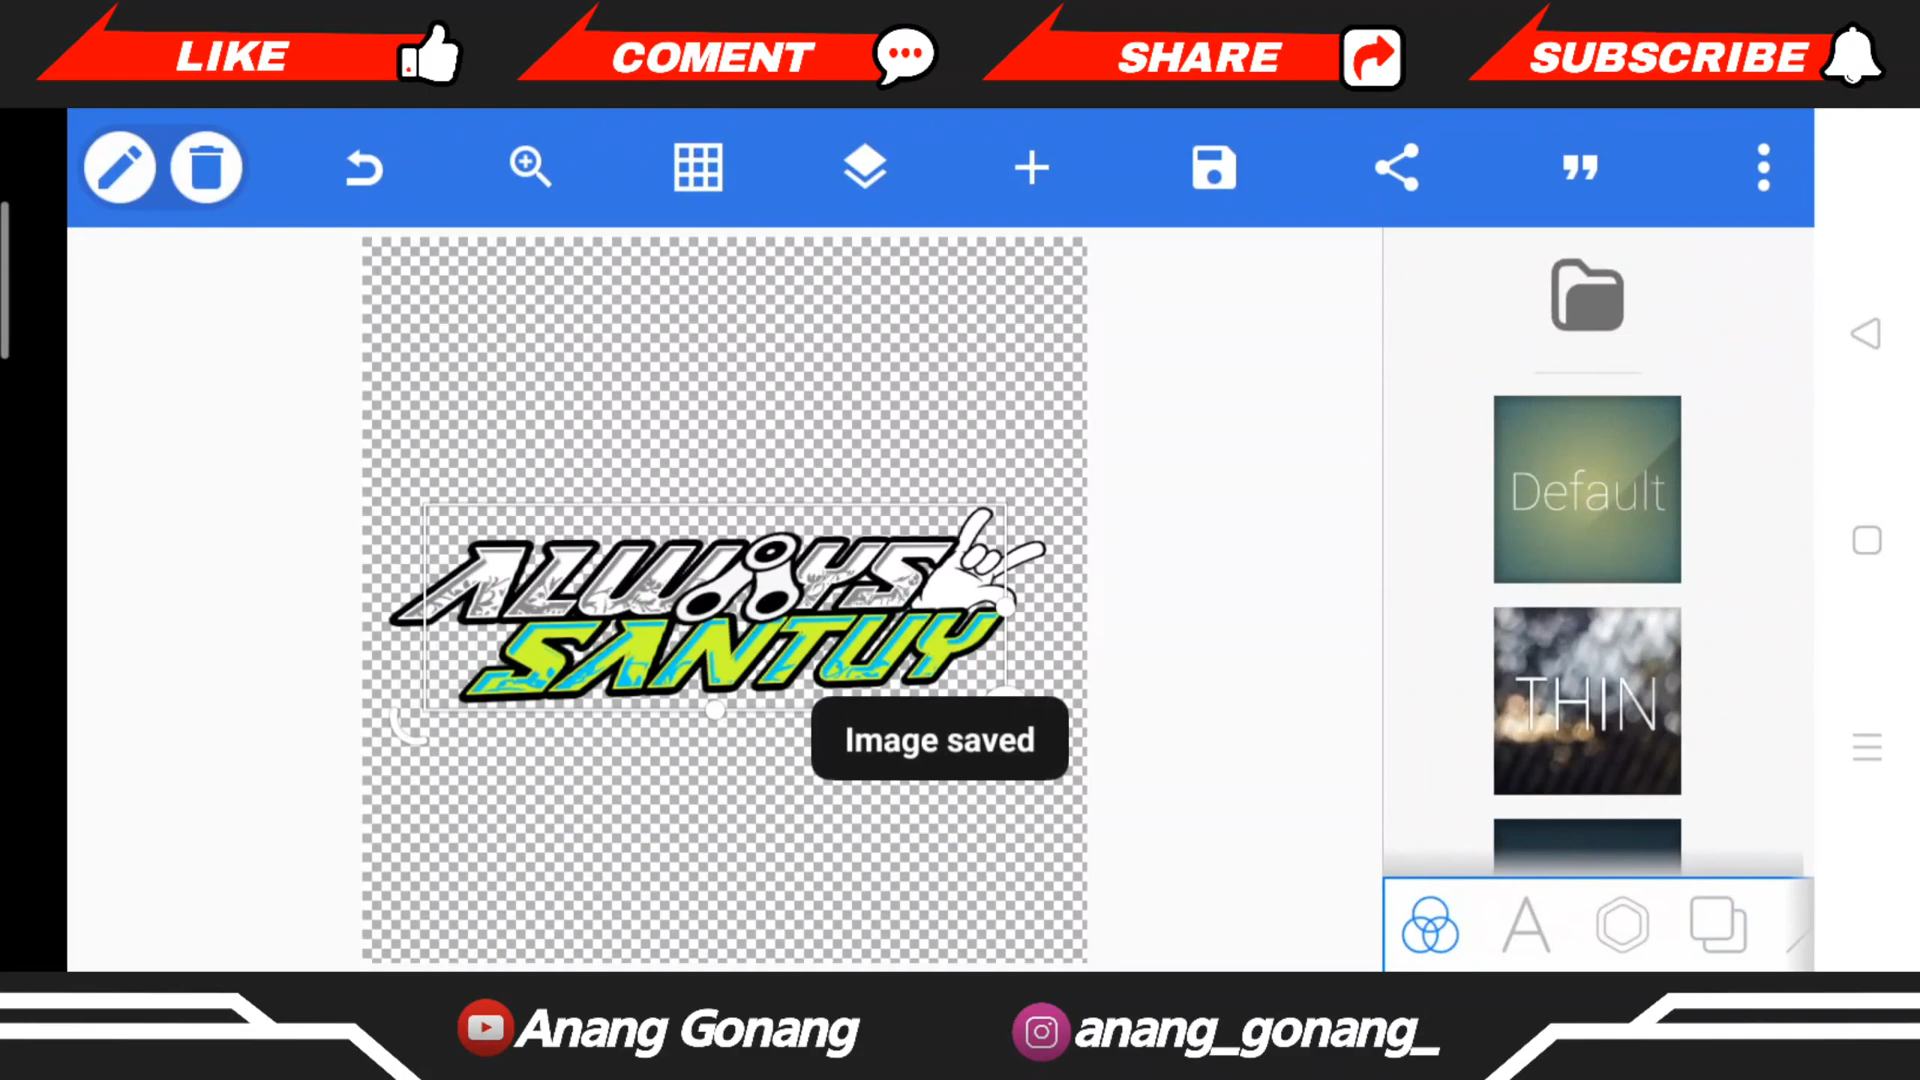 LIKE
COMENT
SHARE
SUBSCRIBE
Default
ALWAYS
SANTUY
THIN
Image saved
A
Anang Gonang
anang_gonang_